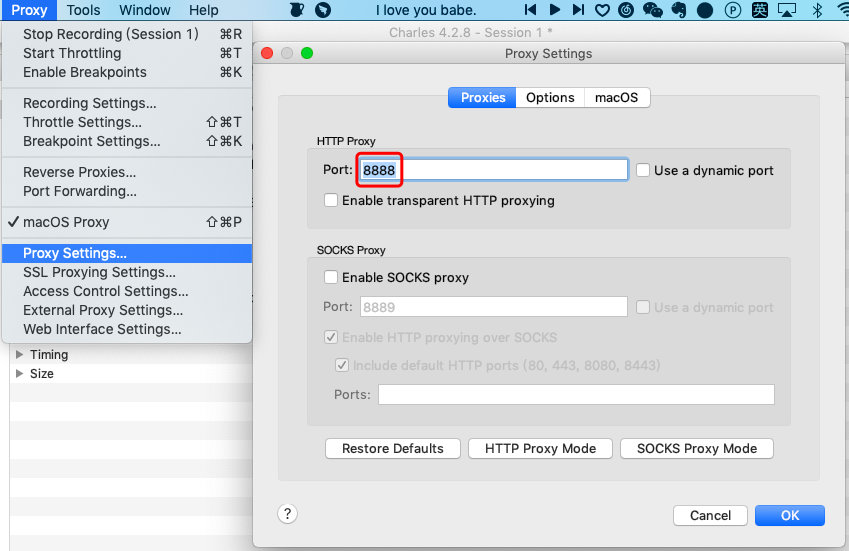 Proxy Tools Window Help I love you babe. 英
Charles 4.2.8 - Session 1 *
Stop Recording (Session 1) ⌘R
Start Throttling ⌘T
Enable Breakpoints ⌘K
Recording Settings...
Throttle Settings... ⇧⌘T
Breakpoint Settings... ⇧⌘K
Reverse Proxies...
Port Forwarding...
✓ macOS Proxy ⇧⌘P
Proxy Settings...
SSL Proxying Settings...
Access Control Settings...
External Proxy Settings...
Web Interface Settings...
Timing
Size
Proxy Settings
Proxies Options macOS
HTTP Proxy
Port: 8888 Use a dynamic port
Enable transparent HTTP proxying
SOCKS Proxy
Enable SOCKS proxy
Port: 8889 Use a dynamic port
Enable HTTP proxying over SOCKS
Include default HTTP ports (80, 443, 8080, 8443)
Ports:
Restore Defaults HTTP Proxy Mode SOCKS Proxy Mode
? Cancel OK